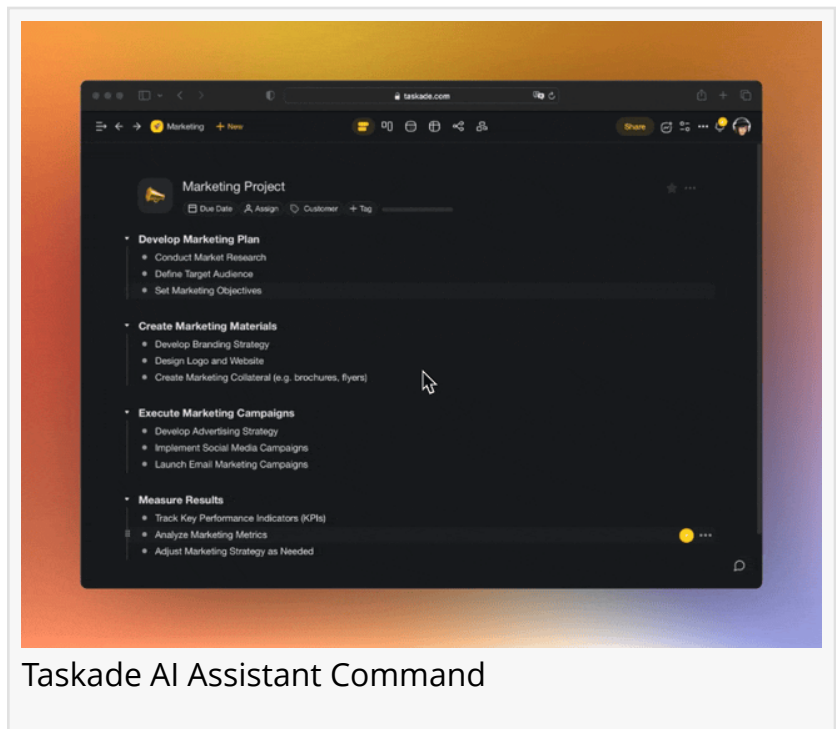 taskade.com
Marketing + New
Share
Marketing Project
Due Date Assign Customer + Tag
Develop Marketing Plan
Conduct Market Research
Define Target Audience
Set Marketing Objectives
Create Marketing Materials
Develop Branding Strategy
Design Logo and Website
Create Marketing Collateral (e.g. brochures, flyers)
Execute Marketing Campaigns
Develop Advertising Strategy
Implement Social Media Campaigns
Launch Email Marketing Campaigns
Measure Results
Track Key Performance Indicators (KPIs)
Analyze Marketing Metrics
Adjust Marketing Strategy as Needed
Taskade AI Assistant Command